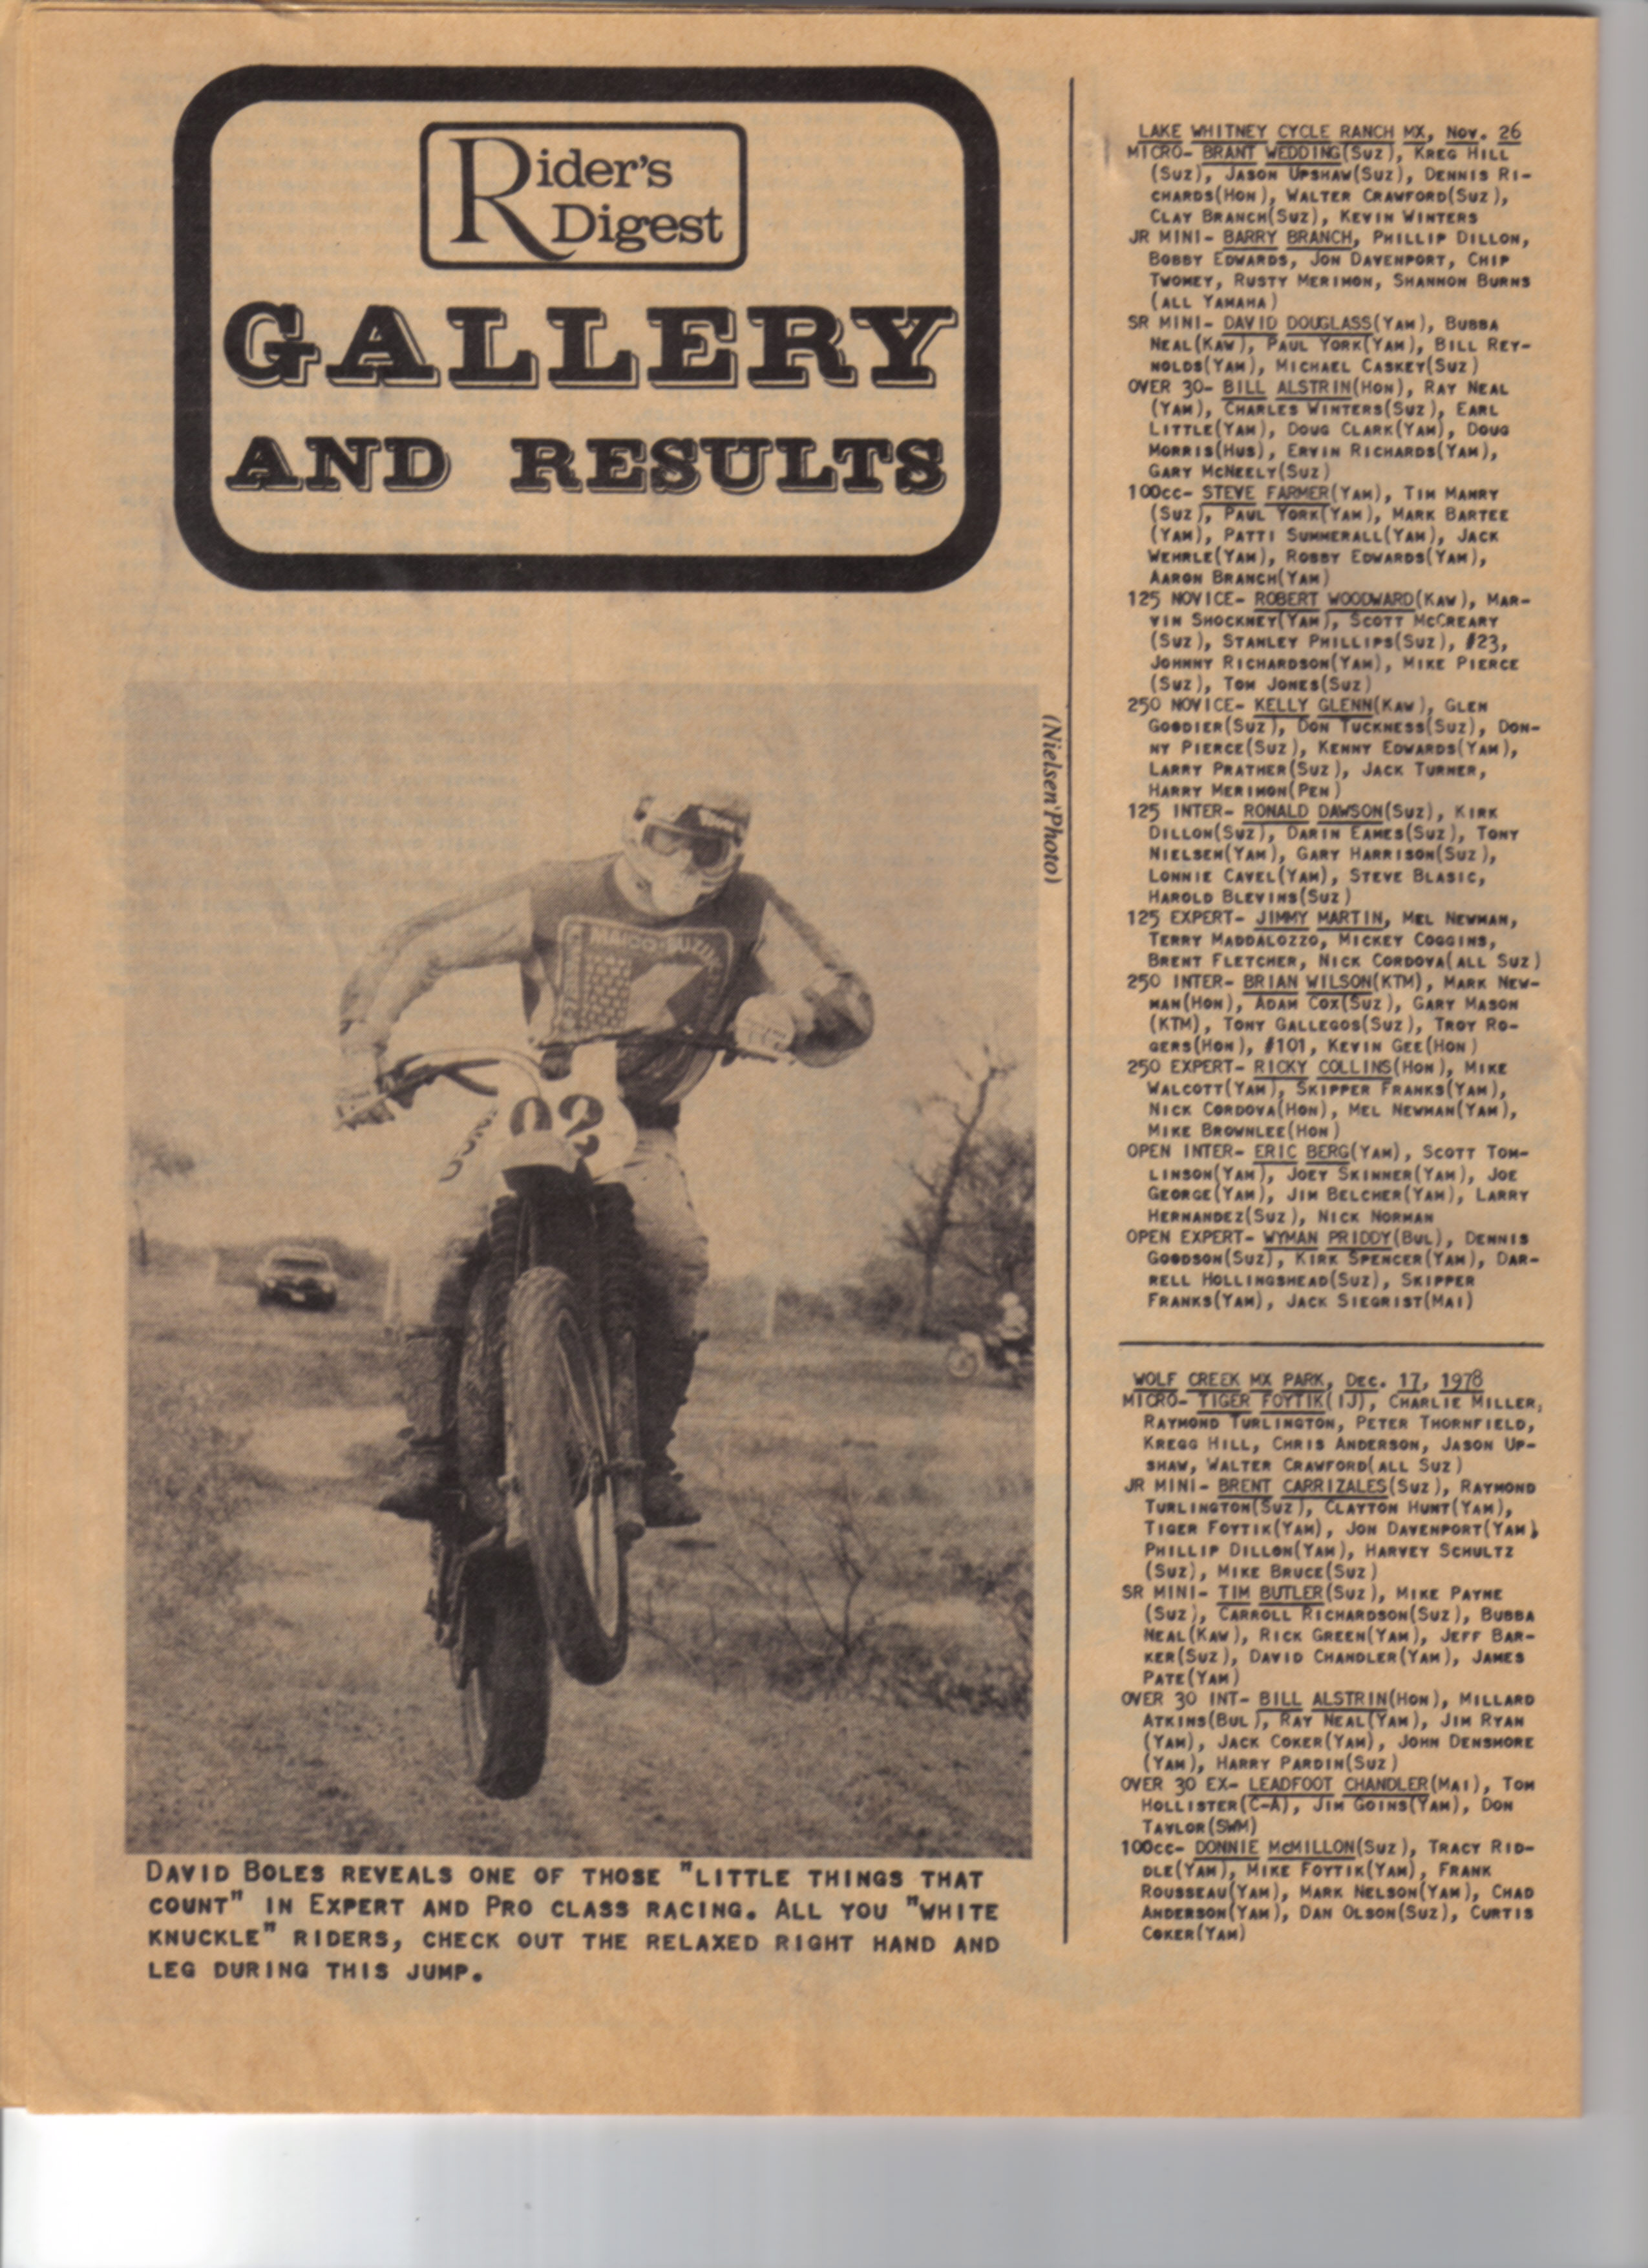 Rider's
Digest
GALLERY
AND RESULTS
(Nielsen Photo)
92
DAVID BOLES REVEALS ONE OF THOSE "LITTLE THINGS THAT
COUNT" IN EXPERT AND PRO CLASS RACING. ALL YOU "WHITE
KNUCKLE" RIDERS, CHECK OUT THE RELAXED RIGHT HAND AND
LEG DURING THIS JUMP.
LAKE WHITNEY CYCLE RANCH MX, NOV. 26
MICRO- BRANT WEDDING(SUZ), KREG HILL
(SUZ), JASON UPSHAW(SUZ), DENNIS RI-
CHARDS(HON), WALTER CRAWFORD(SUZ),
CLAY BRANCH(SUZ), KEVIN WINTERS
JR MINI- BARRY BRANCH, PHILLIP DILLON,
BOBBY EDWARDS, JON DAVENPORT, CHIP
TWOMEY, RUSTY MERIMON, SHANNON BURNS
(ALL YAMAHA)
SR MINI- DAVID DOUGLASS(YAM), BUBBA
NEAL(KAW), PAUL YORK(YAM), BILL REY-
NOLDS(YAM), MICHAEL CASKEY(SUZ)
OVER 30- BILL ALSTRIN(HON), RAY NEAL
(YAM), CHARLES WINTERS(SUZ), EARL
LITTLE(YAM), DOUG CLARK(YAM), DOUG
MORRIS(HUS), ERVIN RICHARDS(YAM),
GARY MCNEELY(SUZ)
100CC- STEVE FARMER(YAM), TIM MANRY
(SUZ), PAUL YORK(YAM), MARK BARTEE
(YAM), PATTI SUMMERALL(YAM), JACK
WEHRLE(YAM), ROBBY EDWARDS(YAM),
AARON BRANCH(YAM)
125 NOVICE- ROBERT WOODWARD(KAW), MAR-
VIN SHOCKNEY(YAM), SCOTT MCCREARY
(SUZ), STANLEY PHILLIPS(SUZ), #23,
JOHNNY RICHARDSON(YAM), MIKE PIERCE
(SUZ), TOM JONES(SUZ)
250 NOVICE- KELLY GLENN(KAW), GLEN
GOODIER(SUZ), DON TUCKNESS(SUZ), DON-
NY PIERCE(SUZ), KENNY EDWARDS(YAM),
LARRY PRATHER(SUZ), JACK TURNER,
HARRY MERIMON(PEN)
125 INTER- RONALD DAWSON(SUZ), KIRK
DILLON(SUZ), DARIN EAMES(SUZ), TONY
NIELSEN(YAM), GARY HARRISON(SUZ),
LONNIE CAVEL(YAM), STEVE BLASIC,
HAROLD BLEVINS(SUZ)
125 EXPERT- JIMMY MARTIN, MEL NEWMAN,
TERRY MADDALOZZO, MICKEY COGGINS,
BRENT FLETCHER, NICK CORDOVA(ALL SUZ)
250 INTER- BRIAN WILSON(KTM), MARK NEW-
MAN(HON), ADAM COX(SUZ), GARY MASON
(KTM), TONY GALLEGOS(SUZ), TROY RO-
GERS(HON), #101, KEVIN GEE(HON)
250 EXPERT- RICKY COLLINS(HON), MIKE
WALCOTT(YAM), SKIPPER FRANKS(YAM),
NICK CORDOVA(HON), MEL NEWMAN(YAM),
MIKE BROWNLEE(HON)
OPEN INTER- ERIC BERG(YAM), SCOTT TOM-
LINSON(YAM), JOEY SKINNER(YAM), JOE
GEORGE(YAM), JIM BELCHER(YAM), LARRY
HERNANDEZ(SUZ), NICK NORMAN
OPEN EXPERT- WYMAN PRIDDY(BUL), DENNIS
GOODSON(SUZ), KIRK SPENCER(YAM), DAR-
RELL HOLLINGSHEAD(SUZ), SKIPPER
FRANKS(YAM), JACK SIEGRIST(MAI)
WOLF CREEK MX PARK, DEC. 17, 1978
MICRO- TIGER FOYTIK(IJ), CHARLIE MILLER,
RAYMOND TURLINGTON, PETER THORNFIELD,
KREGG HILL, CHRIS ANDERSON, JASON UP-
SHAW, WALTER CRAWFORD(ALL SUZ)
JR MINI- BRENT CARRIZALES(SUZ), RAYMOND
TURLINGTON(SUZ), CLAYTON HUNT(YAM),
TIGER FOYTIK(YAM), JON DAVENPORT(YAM),
PHILLIP DILLON(YAM), HARVEY SCHULTZ
(SUZ), MIKE BRUCE(SUZ)
SR MINI- TIM BUTLER(SUZ), MIKE PAYNE
(SUZ), CARROLL RICHARDSON(SUZ), BUBBA
NEAL(KAW), RICK GREEN(YAM), JEFF BAR-
KER(SUZ), DAVID CHANDLER(YAM), JAMES
PATE(YAM)
OVER 30 INT- BILL ALSTRIN(HON), MILLARD
ATKINS(BUL), RAY NEAL(YAM), JIM RYAN
(YAM), JACK COKER(YAM), JOHN DENSMORE
(YAM), HARRY PARDIN(SUZ)
OVER 30 EX- LEADFOOT CHANDLER(MAI), TOM
HOLLISTER(C-A), JIM GOINS(YAM), DON
TAYLOR(SWM)
100CC- DONNIE MCMILLON(SUZ), TRACY RID-
DLE(YAM), MIKE FOYTIK(YAM), FRANK
ROUSSEAU(YAM), MARK NELSON(YAM), CHAD
ANDERSON(YAM), DAN OLSON(SUZ), CURTIS
COKER(YAM)